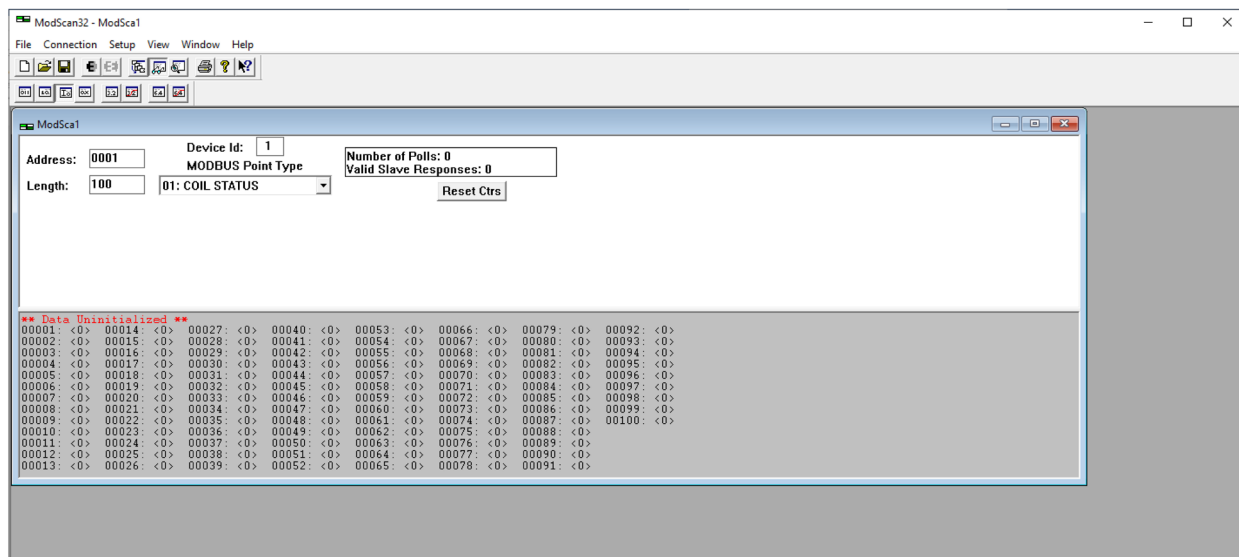 ModScan32 - ModSca1
File Connection Setup View Window Help
ModSca1
Address: 0001
Device Id: 1
MODBUS Point Type
Length: 100
01: COIL STATUS
Number of Polls: 0
Valid Slave Responses: 0
Reset Ctrs
** Data Uninitialized **
00001: <0> 00014: <0> 00027: <0> 00040: <0> 00053: <0> 00066: <0> 00079: <0> 00092: <0>
00002: <0> 00015: <0> 00028: <0> 00041: <0> 00054: <0> 00067: <0> 00080: <0> 00093: <0>
00003: <0> 00016: <0> 00029: <0> 00042: <0> 00055: <0> 00068: <0> 00081: <0> 00094: <0>
00004: <0> 00017: <0> 00030: <0> 00043: <0> 00056: <0> 00069: <0> 00082: <0> 00095: <0>
00005: <0> 00018: <0> 00031: <0> 00044: <0> 00057: <0> 00070: <0> 00083: <0> 00096: <0>
00006: <0> 00019: <0> 00032: <0> 00045: <0> 00058: <0> 00071: <0> 00084: <0> 00097: <0>
00007: <0> 00020: <0> 00033: <0> 00046: <0> 00059: <0> 00072: <0> 00085: <0> 00098: <0>
00008: <0> 00021: <0> 00034: <0> 00047: <0> 00060: <0> 00073: <0> 00086: <0> 00099: <0>
00009: <0> 00022: <0> 00035: <0> 00048: <0> 00061: <0> 00074: <0> 00087: <0> 00100: <0>
00010: <0> 00023: <0> 00036: <0> 00049: <0> 00062: <0> 00075: <0> 00088: <0>
00011: <0> 00024: <0> 00037: <0> 00050: <0> 00063: <0> 00076: <0> 00089: <0>
00012: <0> 00025: <0> 00038: <0> 00051: <0> 00064: <0> 00077: <0> 00090: <0>
00013: <0> 00026: <0> 00039: <0> 00052: <0> 00065: <0> 00078: <0> 00091: <0>